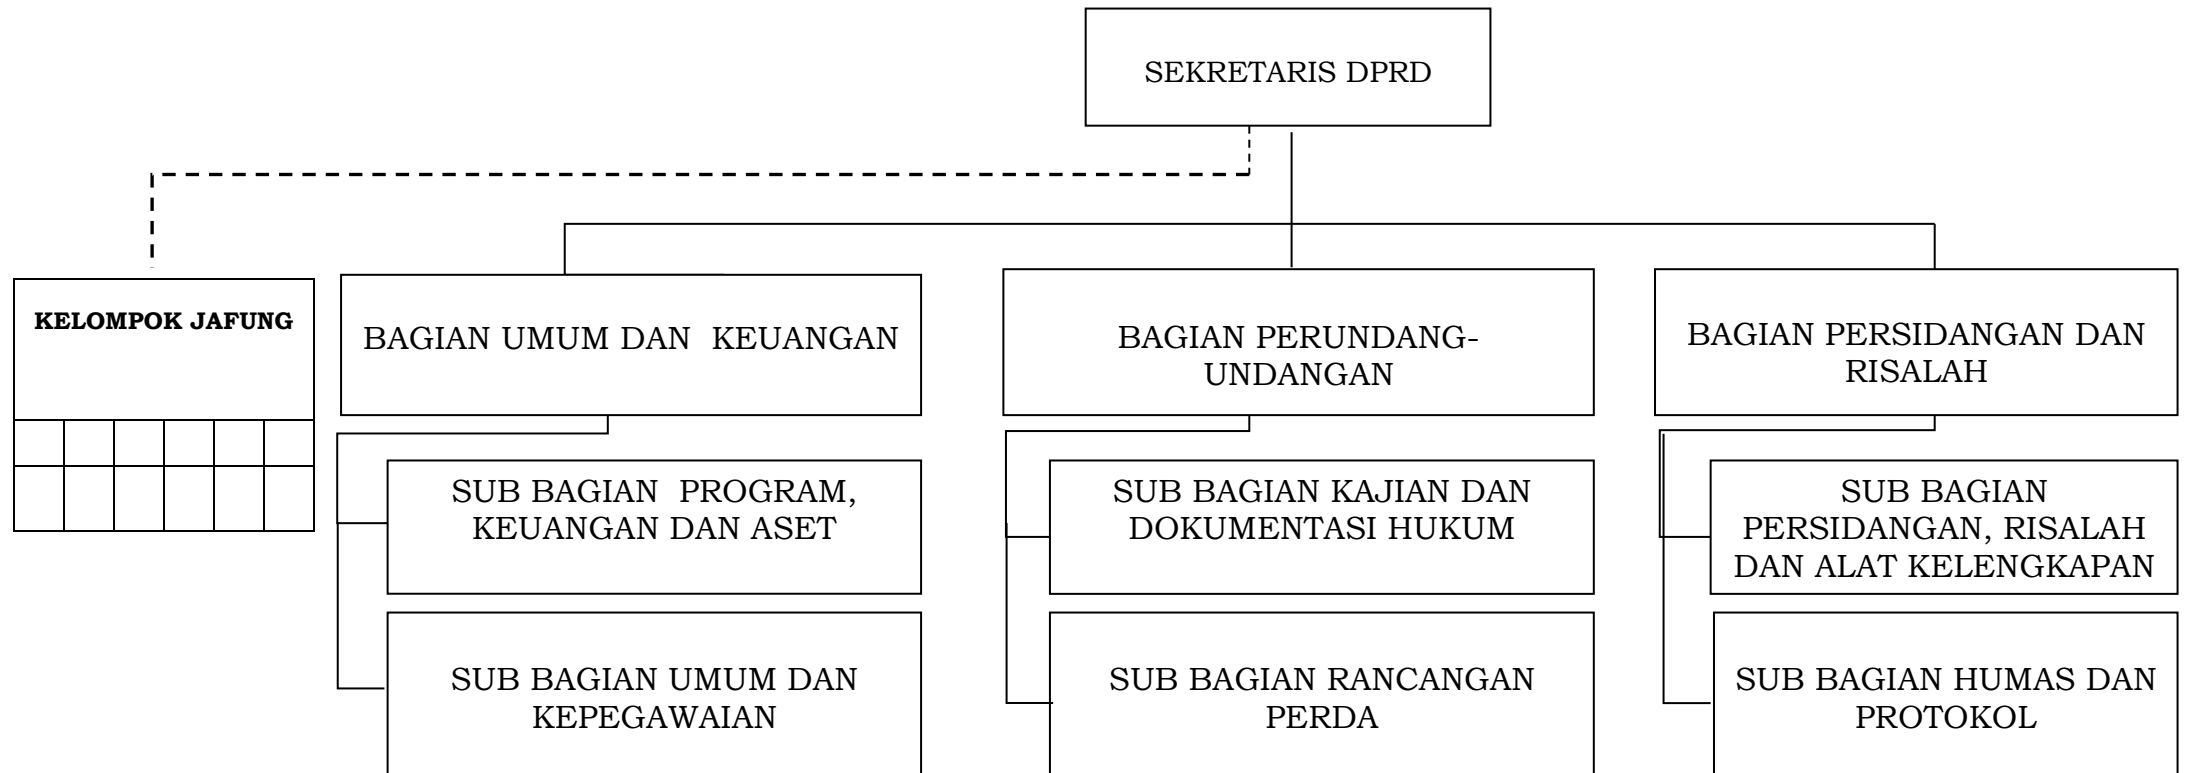 SEKRETARIS DPRD
KELOMPOK JAFUNG
BAGIAN UMUM DAN KEUANGAN
BAGIAN PERUNDANG-
UNDANGAN
BAGIAN PERSIDANGAN DAN
RISALAH
SUB BAGIAN PROGRAM,
KEUANGAN DAN ASET
SUB BAGIAN KAJIAN DAN
DOKUMENTASI HUKUM
SUB BAGIAN
PERSIDANGAN, RISALAH
DAN ALAT KELENGKAPAN
SUB BAGIAN UMUM DAN
KEPEGAWAIAN
SUB BAGIAN RANCANGAN
PERDA
SUB BAGIAN HUMAS DAN
PROTOKOL